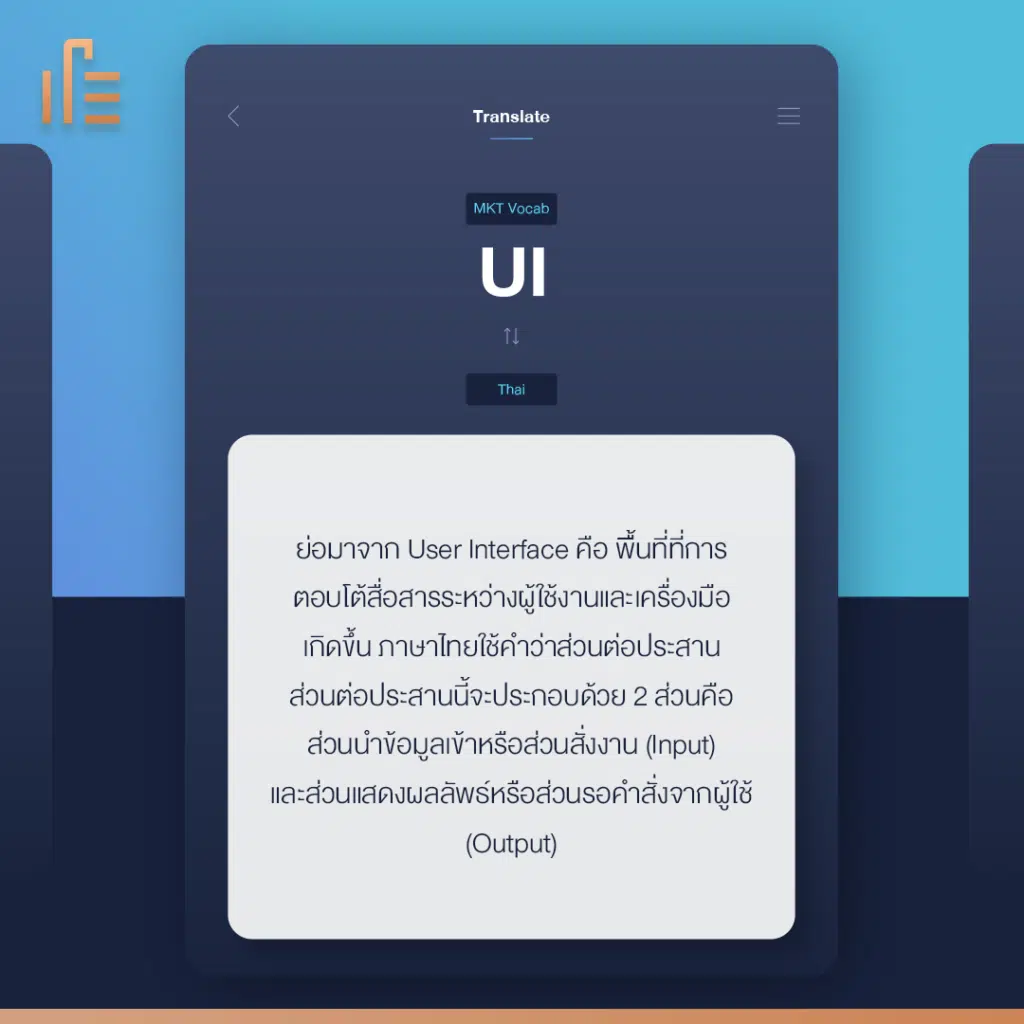 Translate
MKT Vocab
UI
Thai
ย่อมาจาก User Interface คือ พื้นที่ที่การ
ตอบโต้สื่อสารระหว่างผู้ใช้งานและเครื่องมือ
เกิดขึ้น ภาษาไทยใช้คำว่าส่วนต่อประสาน
ส่วนต่อประสานนี้จะประกอบด้วย 2 ส่วนคือ
ส่วนนำข้อมูลเข้าหรือส่วนสั่งงาน (Input)
และส่วนแสดงผลลัพธ์หรือส่วนรอคำสั่งจากผู้ใช้
(Output)